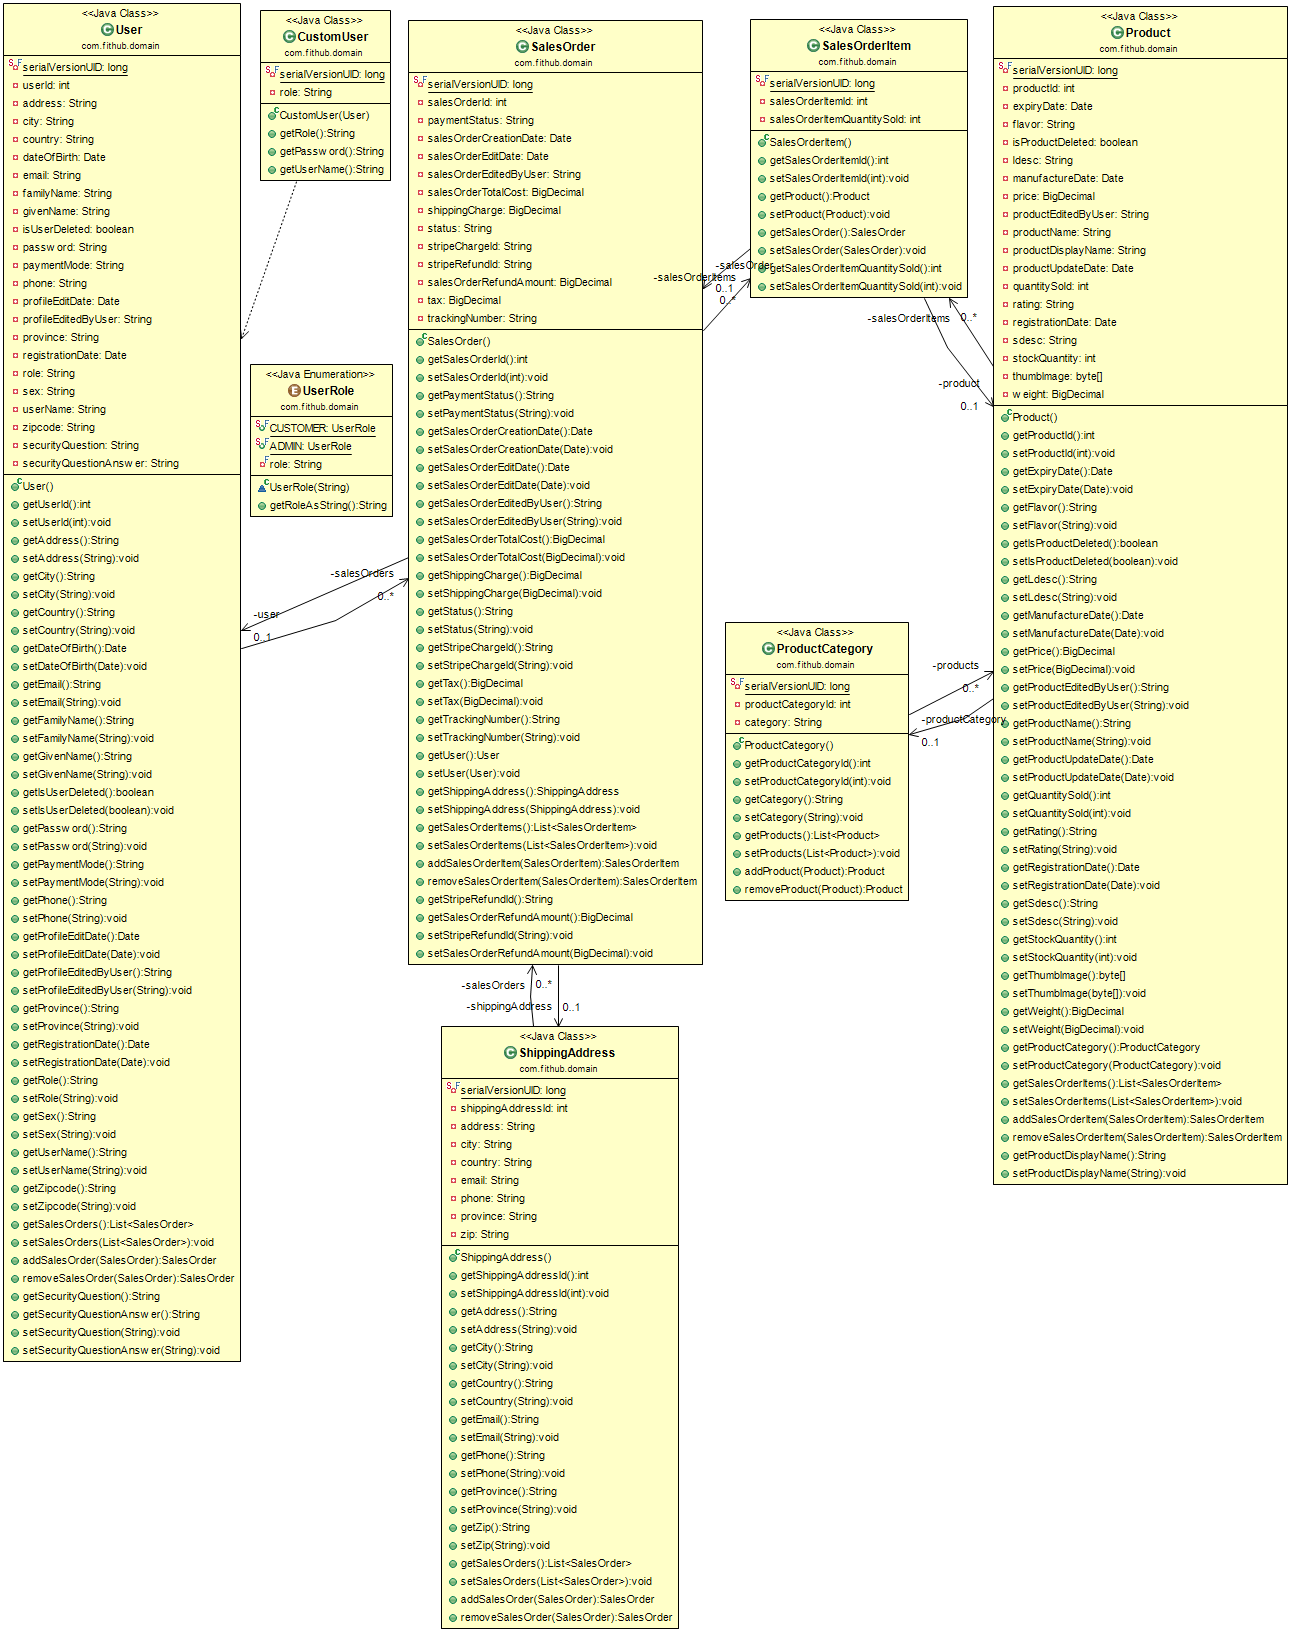 <<Java Class>>
User
com.fithub.domain
serialVersionUID: long
userId: int
address: String
city: String
country: String
dateOfBirth: Date
email: String
familyName: String
givenName: String
isUserDeleted: boolean
password: String
paymentMode: String
phone: String
profileEditDate: Date
profileEditedByUser: String
province: String
registrationDate: Date
role: String
sex: String
userName: String
zipcode: String
securityQuestion: String
securityQuestionAnswer: String
User()
getUserId():int
setUserId(int):void
getAddress():String
setAddress(String):void
getCity():String
setCity(String):void
getCountry():String
setCountry(String):void
getDateOfBirth():Date
setDateOfBirth(Date):void
getEmail():String
setEmail(String):void
getFamilyName():String
setFamilyName(String):void
getGivenName():String
setGivenName(String):void
getIsUserDeleted():boolean
setIsUserDeleted(boolean):void
getPassword():String
setPassword(String):void
getPaymentMode():String
setPaymentMode(String):void
getPhone():String
setPhone(String):void
getProfileEditDate():Date
setProfileEditDate(Date):void
getProfileEditedByUser():String
setProfileEditedByUser(String):void
getProvince():String
setProvince(String):void
getRegistrationDate():Date
setRegistrationDate(Date):void
getRole():String
setRole(String):void
getSex():String
setSex(String):void
getUserName():String
setUserName(String):void
getZipcode():String
setZipcode(String):void
getSalesOrders():List<SalesOrder>
setSalesOrders(List<SalesOrder>):void
addSalesOrder(SalesOrder):SalesOrder
removeSalesOrder(SalesOrder):SalesOrder
getSecurityQuestion():String
getSecurityQuestionAnswer():String
setSecurityQuestion(String):void
setSecurityQuestionAnswer(String):void
<<Java Class>>
CustomUser
com.fithub.domain
serialVersionUID: long
role: String
CustomUser(User)
getRole():String
getPassword():String
getUserName():String
<<Java Enumeration>>
UserRole
com.fithub.domain
CUSTOMER: UserRole
ADMIN: UserRole
role: String
UserRole(String)
getRoleAsString():String
-salesOrders
0..*
-user
0..1
<<Java Class>>
SalesOrder
com.fithub.domain
serialVersionUID: long
salesOrderId: int
paymentStatus: String
salesOrderCreationDate: Date
salesOrderEditDate: Date
salesOrderEditedByUser: String
salesOrderTotalCost: BigDecimal
shippingCharge: BigDecimal
status: String
stripeChargeId: String
stripeRefundId: String
salesOrderRefundAmount: BigDecimal
tax: BigDecimal
trackingNumber: String
SalesOrder()
getSalesOrderId():int
setSalesOrderId(int):void
getPaymentStatus():String
setPaymentStatus(String):void
getSalesOrderCreationDate():Date
setSalesOrderCreationDate(Date):void
getSalesOrderEditDate():Date
setSalesOrderEditDate(Date):void
getSalesOrderEditedByUser():String
setSalesOrderEditedByUser(String):void
getSalesOrderTotalCost():BigDecimal
setSalesOrderTotalCost(BigDecimal):void
getShippingCharge():BigDecimal
setShippingCharge(BigDecimal):void
getStatus():String
setStatus(String):void
getStripeChargeId():String
setStripeChargeId(String):void
getTax():BigDecimal
setTax(BigDecimal):void
getTrackingNumber():String
setTrackingNumber(String):void
getUser():User
setUser(User):void
getShippingAddress():ShippingAddress
setShippingAddress(ShippingAddress):void
getSalesOrderItems():List<SalesOrderItem>
setSalesOrderItems(List<SalesOrderItem>):void
addSalesOrderItem(SalesOrderItem):SalesOrderItem
removeSalesOrderItem(SalesOrderItem):SalesOrderItem
getStripeRefundId():String
getSalesOrderRefundAmount():BigDecimal
setStripeRefundId(String):void
setSalesOrderRefundAmount(BigDecimal):void
-salesOrders
0..*
-shippingAddress
0..1
<<Java Class>>
ShippingAddress
com.fithub.domain
serialVersionUID: long
shippingAddressId: int
address: String
city: String
country: String
email: String
phone: String
province: String
zip: String
ShippingAddress()
getShippingAddressId():int
setShippingAddressId(int):void
getAddress():String
setAddress(String):void
getCity():String
setCity(String):void
getCountry():String
setCountry(String):void
getEmail():String
setEmail(String):void
getPhone():String
setPhone(String):void
getProvince():String
setProvince(String):void
getZip():String
setZip(String):void
getSalesOrders():List<SalesOrder>
setSalesOrders(List<SalesOrder>):void
addSalesOrder(SalesOrder):SalesOrder
removeSalesOrder(SalesOrder):SalesOrder
<<Java Class>>
SalesOrderItem
com.fithub.domain
serialVersionUID: long
salesOrderItemId: int
salesOrderItemQuantitySold: int
SalesOrderItem()
getSalesOrderItemId():int
setSalesOrderItemId(int):void
getProduct():Product
setProduct(Product):void
getSalesOrder():SalesOrder
setSalesOrder(SalesOrder):void
getSalesOrderItemQuantitySold():int
setSalesOrderItemQuantitySold(int):void
-salesOrder
-salesOrderItems
0..1
0..*
-salesOrderItems
0..*
-product
0..1
<<Java Class>>
ProductCategory
com.fithub.domain
serialVersionUID: long
productCategoryId: int
category: String
ProductCategory()
getProductCategoryId():int
setProductCategoryId(int):void
getCategory():String
setCategory(String):void
getProducts():List<Product>
setProducts(List<Product>):void
addProduct(Product):Product
removeProduct(Product):Product
-products
0..*
-productCategory
0..1
<<Java Class>>
Product
com.fithub.domain
serialVersionUID: long
productId: int
expiryDate: Date
flavor: String
isProductDeleted: boolean
ldesc: String
manufactureDate: Date
price: BigDecimal
productEditedByUser: String
productName: String
productDisplayName: String
productUpdateDate: Date
quantitySold: int
rating: String
registrationDate: Date
sdesc: String
stockQuantity: int
thumbImage: byte[]
weight: BigDecimal
Product()
getProductId():int
setProductId(int):void
getExpiryDate():Date
setExpiryDate(Date):void
getFlavor():String
setFlavor(String):void
getIsProductDeleted():boolean
setIsProductDeleted(boolean):void
getLdesc():String
setLdesc(String):void
getManufactureDate():Date
setManufactureDate(Date):void
getPrice():BigDecimal
setPrice(BigDecimal):void
getProductEditedByUser():String
setProductEditedByUser(String):void
getProductName():String
setProductName(String):void
getProductUpdateDate():Date
setProductUpdateDate(Date):void
getQuantitySold():int
setQuantitySold(int):void
getRating():String
setRating(String):void
getRegistrationDate():Date
setRegistrationDate(Date):void
getSdesc():String
setSdesc(String):void
getStockQuantity():int
setStockQuantity(int):void
getThumbImage():byte[]
setThumbImage(byte[]):void
getWeight():BigDecimal
setWeight(BigDecimal):void
getProductCategory():ProductCategory
setProductCategory(ProductCategory):void
getSalesOrderItems():List<SalesOrderItem>
setSalesOrderItems(List<SalesOrderItem>):void
addSalesOrderItem(SalesOrderItem):SalesOrderItem
removeSalesOrderItem(SalesOrderItem):SalesOrderItem
getProductDisplayName():String
setProductDisplayName(String):void